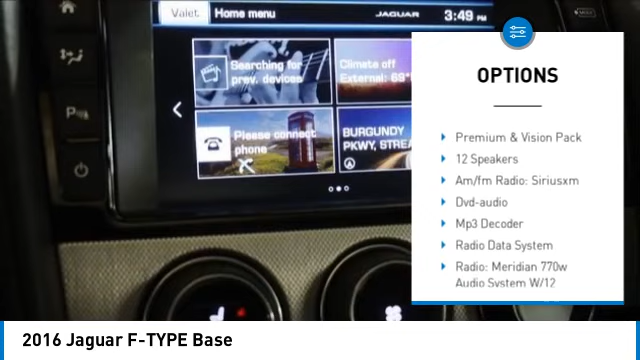 Valet
Home menu
JAGUAR
3:49 PM
Searching for
prev. devices
Climate off
External: 69°
Please connect
phone
BURGUNDY
PKWY, STREA
P
OPTIONS
Premium & Vision Pack
12 Speakers
Am/fm Radio: Siriusxm
Dvd-audio
Mp3 Decoder
Radio Data System
Radio: Meridian 770w
Audio System W/12
2016 Jaguar F-TYPE Base